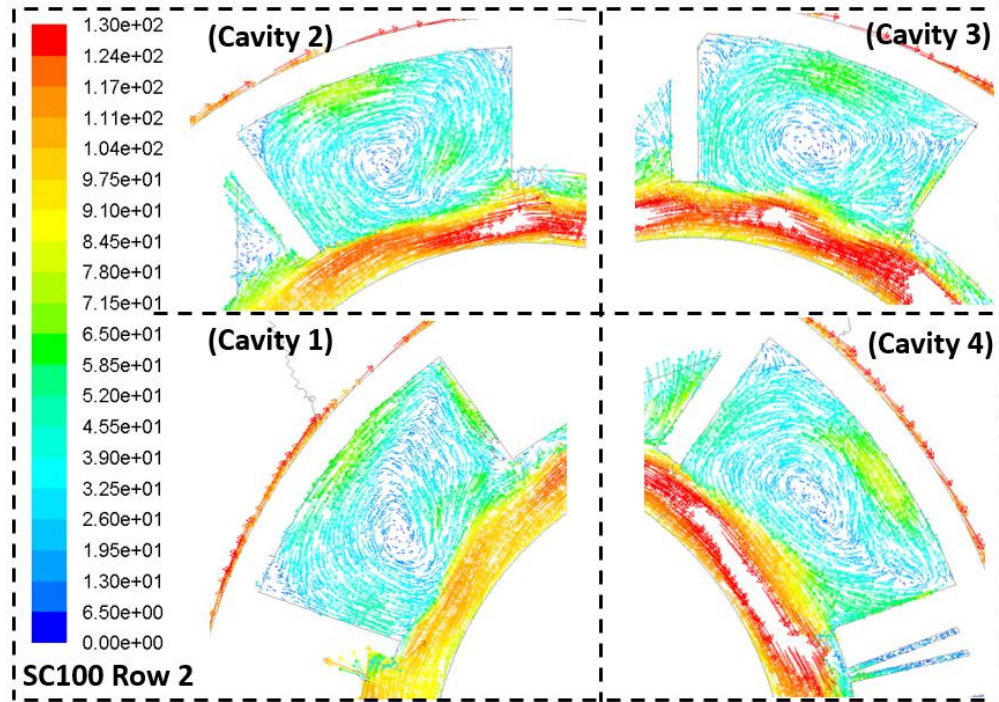 1.30e+02
1.24e+02
1.17e+02
1.11e+02
1.04e+02
9.75e+01
9.10e+01
8.45e+01
7.80e+01
7.15e+01
6.50e+01
5.85e+01
5.20e+01
4.55e+01
3.90e+01
3.25e+01
2.60e+01
1.95e+01
1.30e+01
6.50e+00
0.00e+00
SC100 Row 2
(Cavity 2)
(Cavity 3)
(Cavity 1)
(Cavity 4)